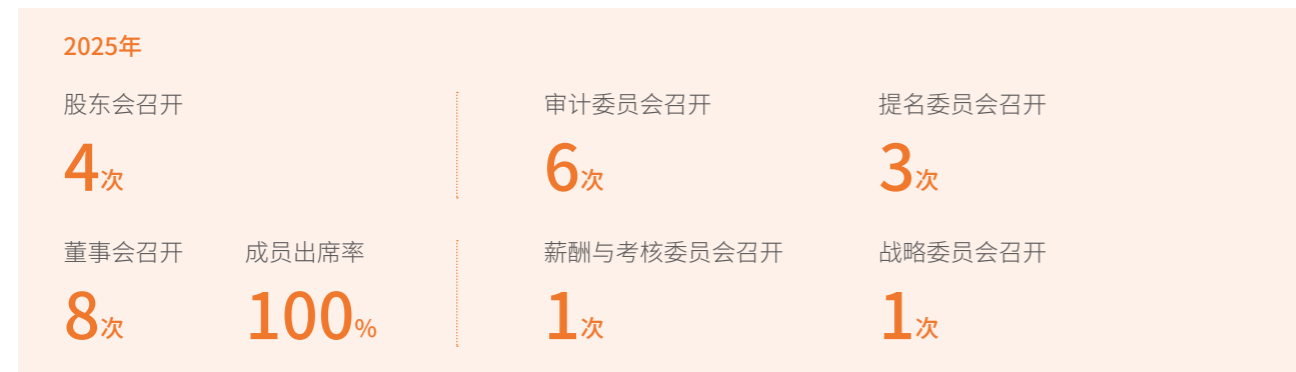 2025年
股东会召开
4次
审计委员会召开
6次
提名委员会召开
3次
董事会召开
8次
成员出席率
100%
薪酬与考核委员会召开
1次
战略委员会召开
1次